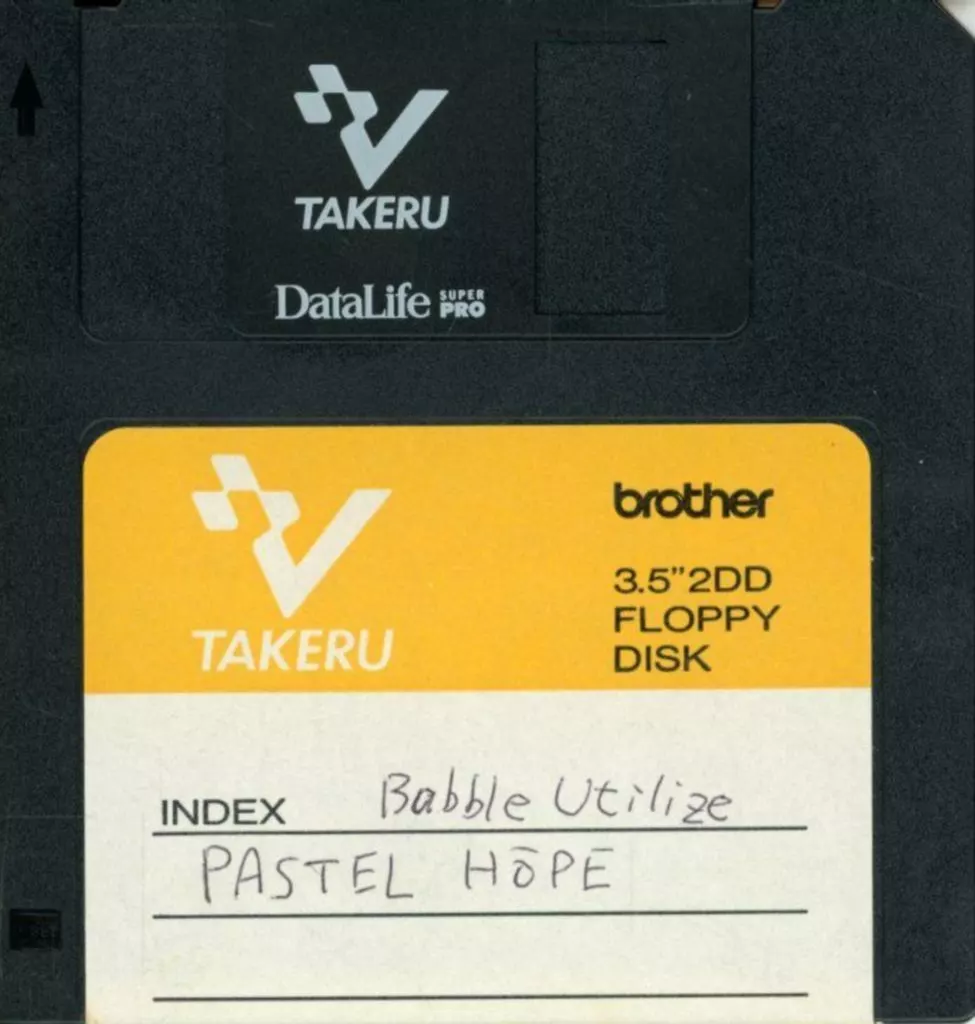 TAKERU
DataLife SUPER PRO
TAKERU
brother
3.5"2DD
FLOPPY
DISK
INDEX Babble Utilize
PASTEL HŌPE